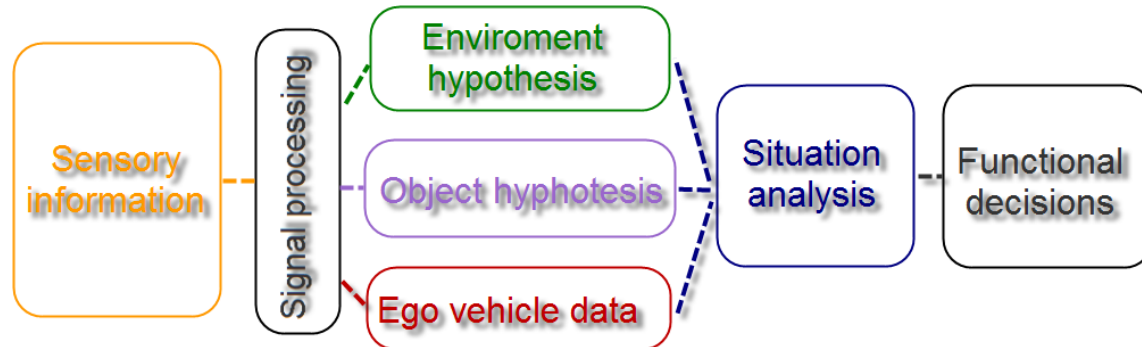 Sensory
information
Signal processing
Enviroment
hypothesis
Object hyphotesis
Ego vehicle data
Situation
analysis
Functional
decisions